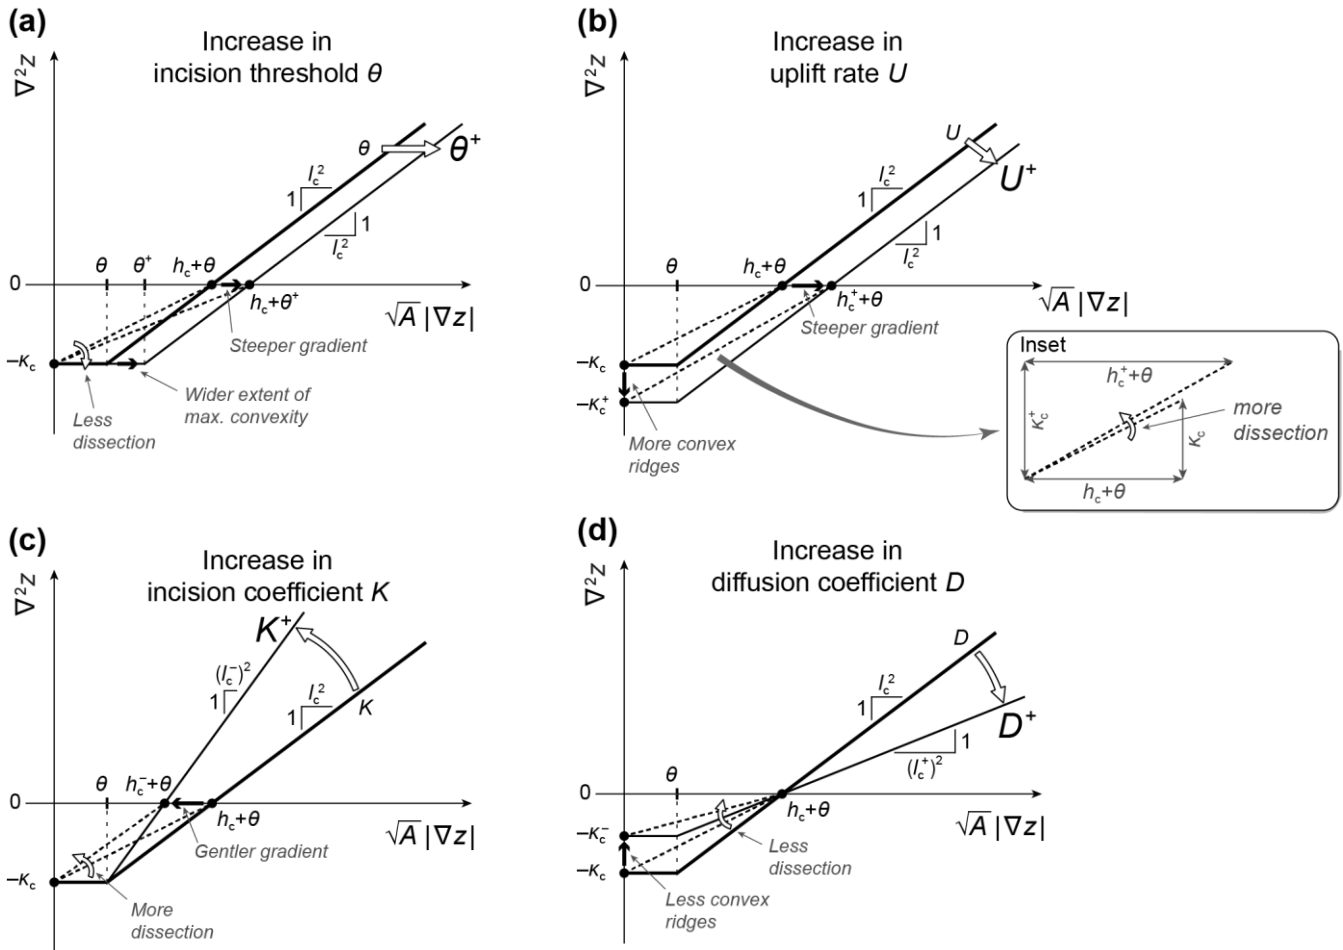 (a)
Increase in
incision threshold θ
∇²z
θ
θ⁺
1
l_c²
1
l_c²
0
θ
θ⁺
h_c+θ
h_c+θ⁺
√A |∇z|
Steeper gradient
−κ_c
Less
dissection
Wider extent of
max. convexity
(b)
Increase in
uplift rate U
∇²z
U
U⁺
1
l_c²
1
l_c²
0
θ
h_c+θ
h_c⁺+θ
√A |∇z|
Steeper gradient
−κ_c
−κ_c⁺
More convex
ridges
Inset
h_c⁺+θ
κ_c⁺
κ_c
more
dissection
h_c+θ
(c)
Increase in
incision coefficient K
∇²z
K⁺
K
(l_c⁻)²
1
l_c²
1
0
θ
h_c⁻+θ
h_c+θ
√A |∇z|
Gentler gradient
−κ_c
More
dissection
(d)
Increase in
diffusion coefficient D
∇²z
D
D⁺
l_c²
1
1
(l_c⁺)²
0
θ
h_c+θ
√A |∇z|
−κ_c⁻
−κ_c
Less
dissection
Less convex
ridges